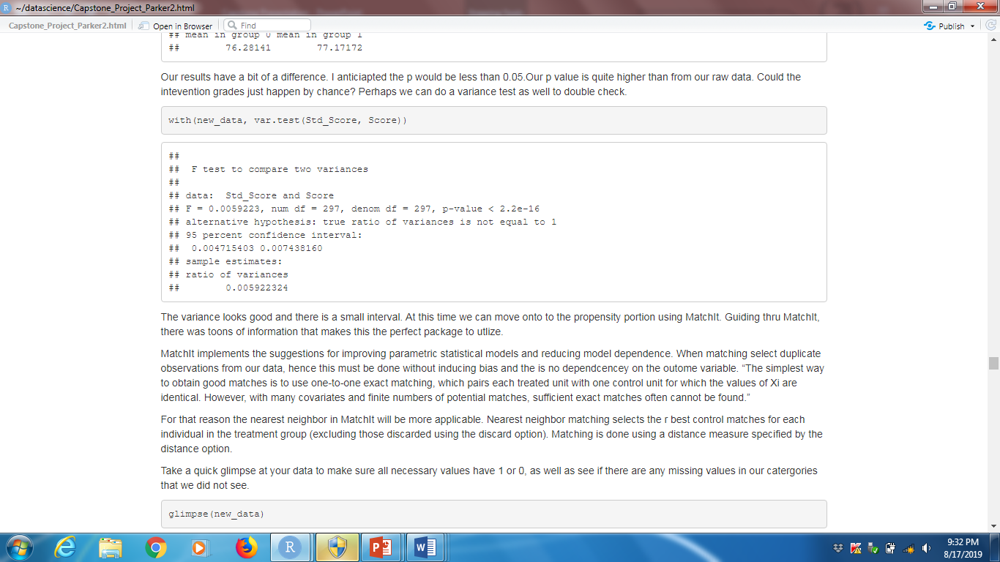 ~/datascience/Capstone_Project_Parker2.html
Capstone_Project_Parker2.html Open in Browser Find Publish
## mean in group 0 mean in group 1
## 76.28141 77.17172
Our results have a bit of a difference. I anticiapted the p would be less than 0.05.Our p value is quite higher than from our raw data. Could the
intevention grades just happen by chance? Perhaps we can do a variance test as well to double check.
with(new_data, var.test(Std_Score, Score))
##
## F test to compare two variances
##
## data: Std_Score and Score
## F = 0.0059223, num df = 297, denom df = 297, p-value < 2.2e-16
## alternative hypothesis: true ratio of variances is not equal to 1
## 95 percent confidence interval:
## 0.004715403 0.007438160
## sample estimates:
## ratio of variances
## 0.005922324
The variance looks good and there is a small interval. At this time we can move onto to the propensity portion using MatchIt. Guiding thru MatchIt,
there was toons of information that makes this the perfect package to utlize.
MatchIt implements the suggestions for improving parametric statistical models and reducing model dependence. When matching select duplicate
observations from our data, hence this must be done without inducing bias and the is no dependcencey on the outome variable. “The simplest way
to obtain good matches is to use one-to-one exact matching, which pairs each treated unit with one control unit for which the values of Xi are
identical. However, with many covariates and finite numbers of potential matches, sufficient exact matches often cannot be found.”
For that reason the nearest neighbor in MatchIt will be more applicable. Nearest neighbor matching selects the r best control matches for each
individual in the treatment group (excluding those discarded using the discard option). Matching is done using a distance measure specified by the
distance option.
Take a quick glimpse at your data to make sure all necessary values have 1 or 0, as well as see if there are any missing values in our catergories
that we did not see.
glimpse(new_data)
9:32 PM
8/17/2019